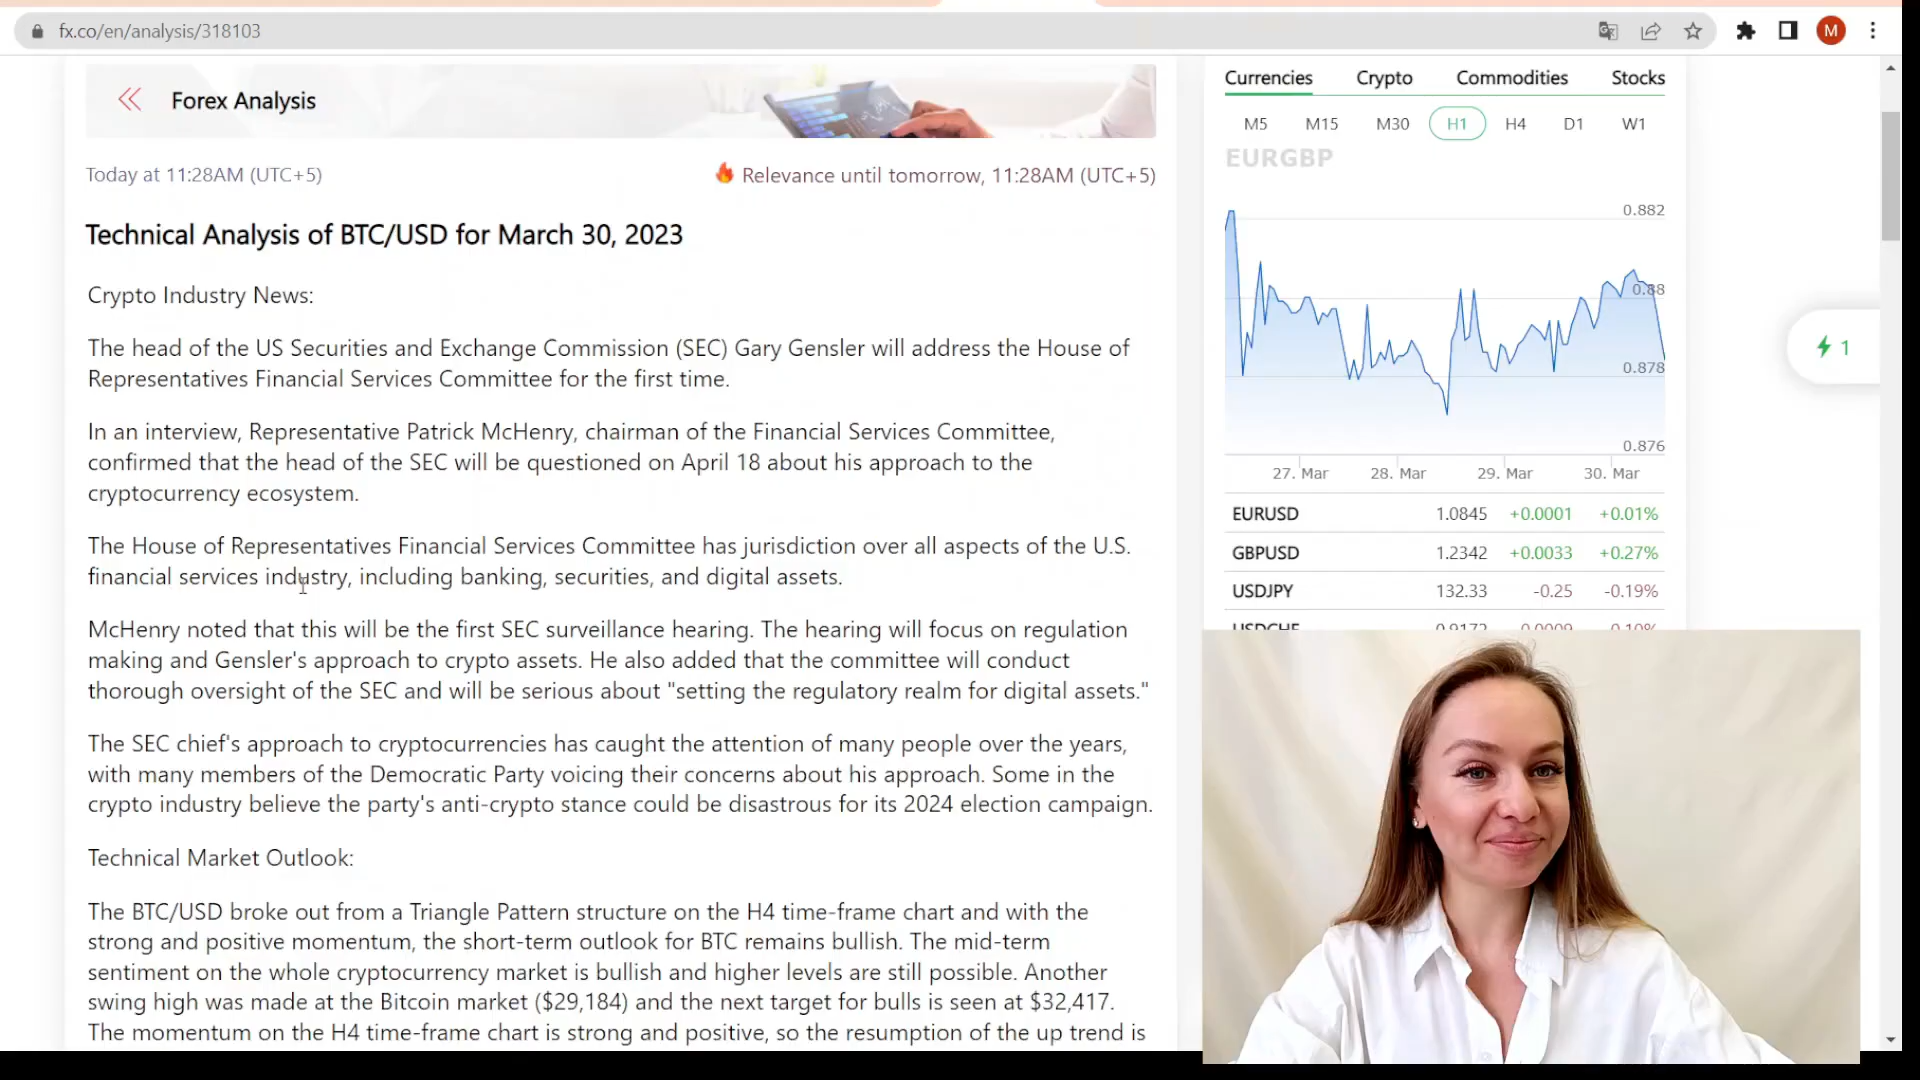 fx.co/en/analysis/318103
M
Forex Analysis
Today at 11:28AM (UTC+5)
Relevance until tomorrow, 11:28AM (UTC+5)
Technical Analysis of BTC/USD for March 30, 2023
Crypto Industry News:
The head of the US Securities and Exchange Commission (SEC) Gary Gensler will address the House of
Representatives Financial Services Committee for the first time.
In an interview, Representative Patrick McHenry, chairman of the Financial Services Committee,
confirmed that the head of the SEC will be questioned on April 18 about his approach to the
cryptocurrency ecosystem.
The House of Representatives Financial Services Committee has jurisdiction over all aspects of the U.S.
financial services industry, including banking, securities, and digital assets.
McHenry noted that this will be the first SEC surveillance hearing. The hearing will focus on regulation
making and Gensler's approach to crypto assets. He also added that the committee will conduct
thorough oversight of the SEC and will be serious about "setting the regulatory realm for digital assets."
The SEC chief's approach to cryptocurrencies has caught the attention of many people over the years,
with many members of the Democratic Party voicing their concerns about his approach. Some in the
crypto industry believe the party's anti-crypto stance could be disastrous for its 2024 election campaign.
Technical Market Outlook:
The BTC/USD broke out from a Triangle Pattern structure on the H4 time-frame chart and with the
strong and positive momentum, the short-term outlook for BTC remains bullish. The mid-term
sentiment on the whole cryptocurrency market is bullish and higher levels are still possible. Another
swing high was made at the Bitcoin market ($29,184) and the next target for bulls is seen at $32,417.
The momentum on the H4 time-frame chart is strong and positive, so the resumption of the up trend is
Currencies Crypto Commodities Stocks
M5 M15 M30 H1 H4 D1 W1
EURGBP
0.882
0.88
0.878
0.876
27. Mar 28. Mar 29. Mar 30. Mar
EURUSD 1.0845 +0.0001 +0.01%
GBPUSD 1.2342 +0.0033 +0.27%
USDJPY 132.33 -0.25 -0.19%
USDCHF 0.9172 -0.0009 -0.10%
1